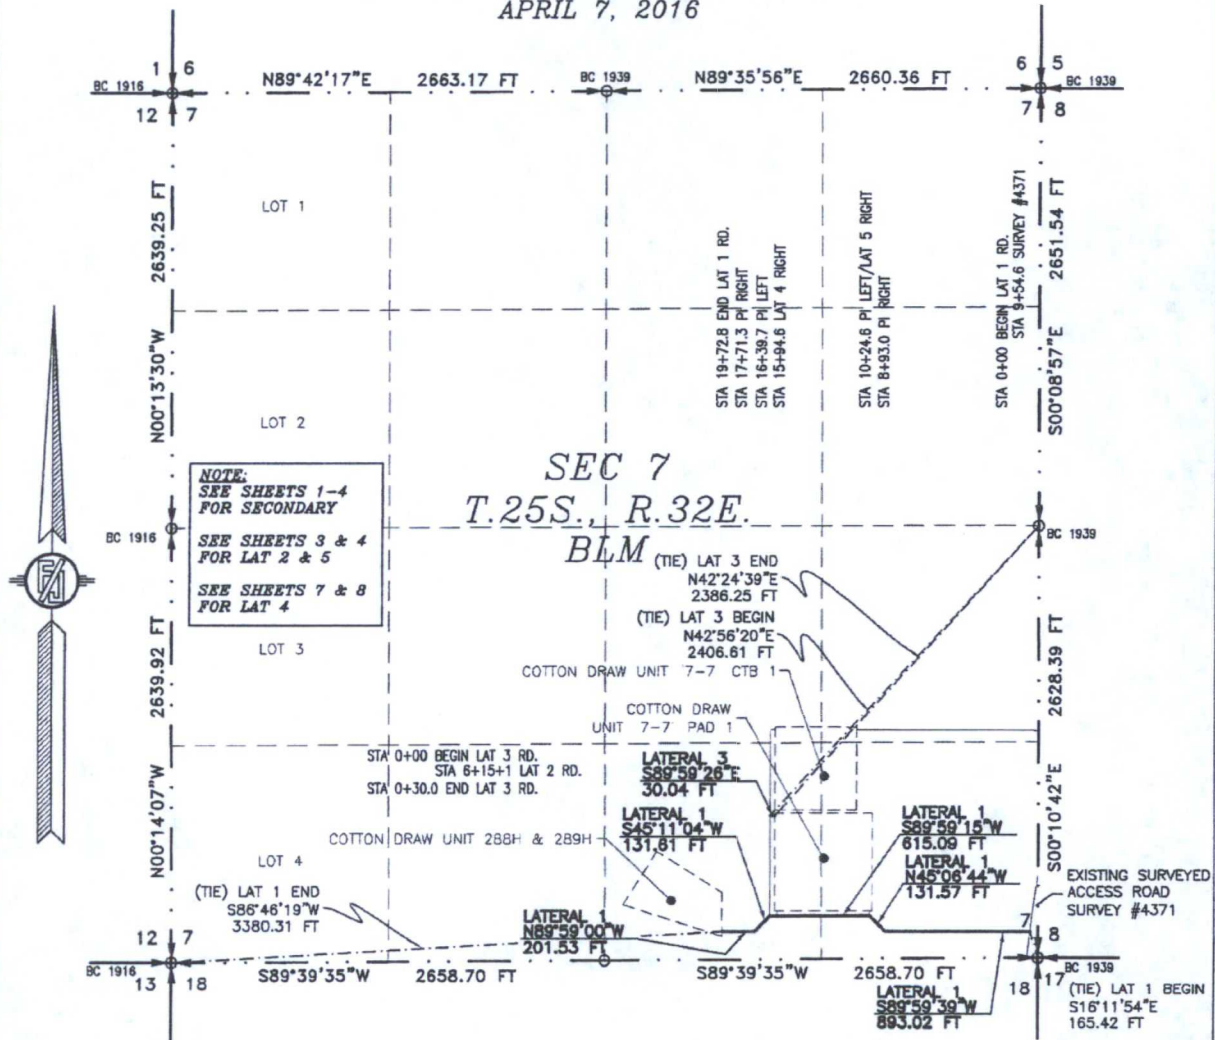 APRIL 7, 2016
1 6
BC 1916
12 7
N89°42'17"E 2663.17 FT
BC 1939
N89°35'56"E 2660.36 FT
6 5
BC 1939
7 8
2639.25 FT
N00°13'30"W
LOT 1
LOT 2
STA 19+72.8 END LAT 1 RD.
STA 17+71.3 PI RIGHT
STA 16+39.7 PI LEFT
STA 15+94.6 LAT 4 RIGHT
STA 10+24.6 PI LEFT/LAT 5 RIGHT
STA 8+93.0 PI RIGHT
STA 0+00 BEGIN LAT 1 RD.
STA 9+54.6 SURVEY #4371
2651.54 FT
S00°08'57"E
NOTE:
SEE SHEETS 1-4
FOR SECONDARY
SEE SHEETS 3 & 4
FOR LAT 2 & 5
SEE SHEETS 7 & 8
FOR LAT 4
SEC 7
T.25S., R.32E.
BLM
BC 1916
BC 1939
(TIE) LAT 3 END
N42°24'39"E
2386.25 FT
(TIE) LAT 3 BEGIN
N42°56'20"E
2406.61 FT
COTTON DRAW UNIT 7-7 CTB 1
COTTON DRAW
UNIT 7-7 PAD 1
2639.92 FT
N00°14'07"W
LOT 3
2628.39 FT
S00°10'42"E
STA 0+00 BEGIN LAT 3 RD.
STA 6+15+1 LAT 2 RD.
STA 0+30.0 END LAT 3 RD.
LATERAL 3
S89°59'26"E
30.04 FT
LATERAL 1
S45°11'04"W
131.61 FT
LATERAL 1
S89°59'15"W
615.09 FT
LATERAL 1
N45°06'44"W
131.57 FT
COTTON DRAW UNIT 288H & 289H
LOT 4
EXISTING SURVEYED
ACCESS ROAD
SURVEY #4371
(TIE) LAT 1 END
S86°46'19"W
3380.31 FT
LATERAL 1
N89°59'00"W
201.53 FT
12 7
BC 1916
13 18
S89°39'35"W 2658.70 FT
S89°39'35"W 2658.70 FT
7 8
BC 1939
18 17
LATERAL 1
S89°59'39"W
893.02 FT
(TIE) LAT 1 BEGIN
S16°11'54"E
165.42 FT